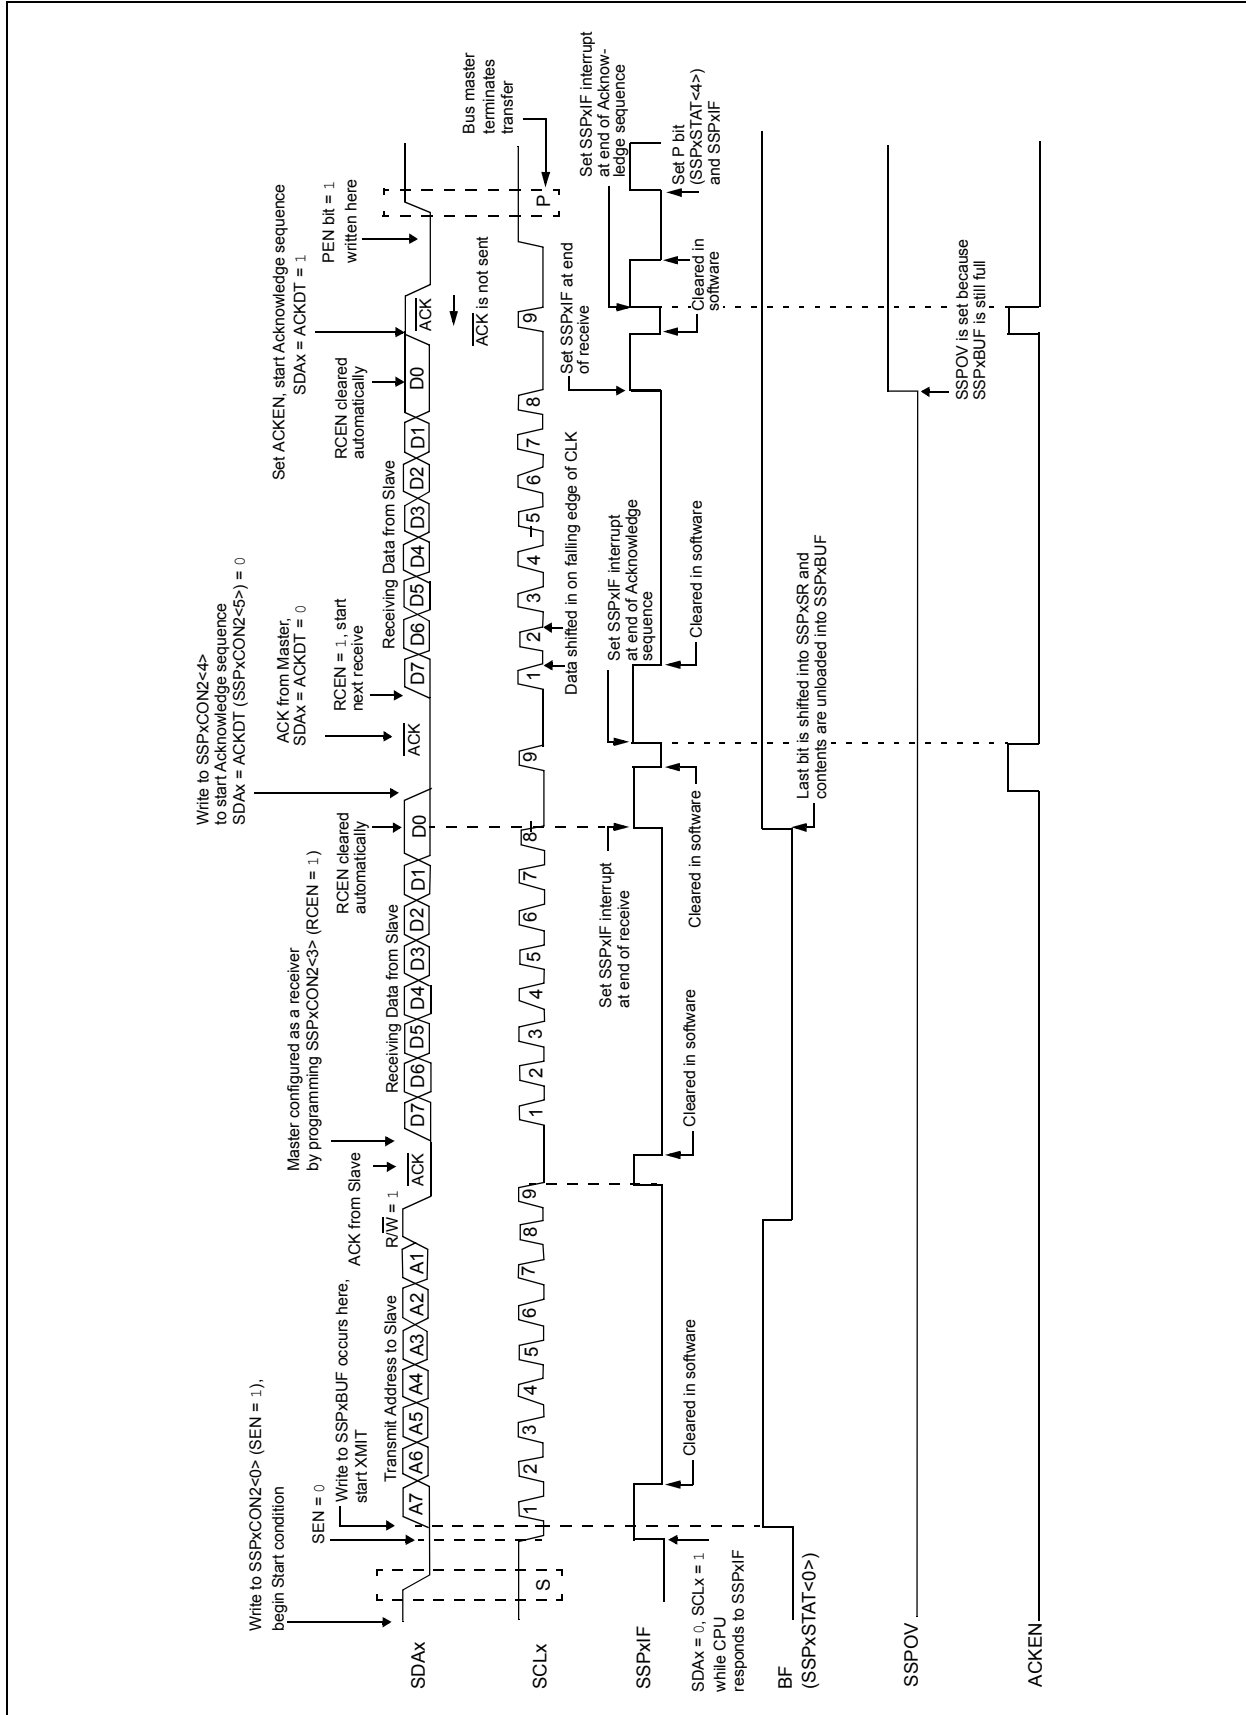 Write to SSPxCON2<0> (SEN = 1),
begin Start condition
SEN = 0
Write to SSPxBUF occurs here,
start XMIT
ACK from Slave
Master configured as a receiver
by programming SSPxCON2<3> (RCEN = 1)
RCEN cleared
automatically
Write to SSPxCON2<4>
to start Acknowledge sequence
SDAx = ACKDT (SSPxCON2<5>) = 0
ACK from Master,
SDAx = ACKDT = 0
RCEN = 1, start
next receive
Set ACKEN, start Acknowledge sequence
SDAx = ACKDT = 1
RCEN cleared
automatically
PEN bit = 1
written here
Transmit Address to Slave
R/W = 1
Receiving Data from Slave
Receiving Data from Slave
SDAx
A7 A6 A5 A4 A3 A2 A1
ACK
D7 D6 D5 D4 D3 D2 D1 D0
ACK
D7 D6 D5 D4 D3 D2 D1 D0
ACK
ACK is not sent
Bus master
terminates
transfer
SCLx
S
1 2 3 4 5 6 7 8 9
1 2 3 4 5 6 7 8 9
1 2 3 4 5 6 7 8 9
P
Data shifted in on falling edge of CLK
Set SSPxIF interrupt
at end of receive
Set SSPxIF interrupt
at end of Acknowledge
sequence
Set SSPxIF at end
of receive
Set SSPxIF interrupt
at end of Acknow-
ledge sequence
SSPxIF
SDAx = 0, SCLx = 1
while CPU
responds to SSPxIF
Cleared in software
Cleared in software
Cleared in software
Cleared in software
Cleared in
software
Set P bit
(SSPxSTAT<4>)
and SSPxIF
BF
(SSPxSTAT<0>)
Last bit is shifted into SSPxSR and
contents are unloaded into SSPxBUF
SSPOV
SSPOV is set because
SSPxBUF is still full
ACKEN